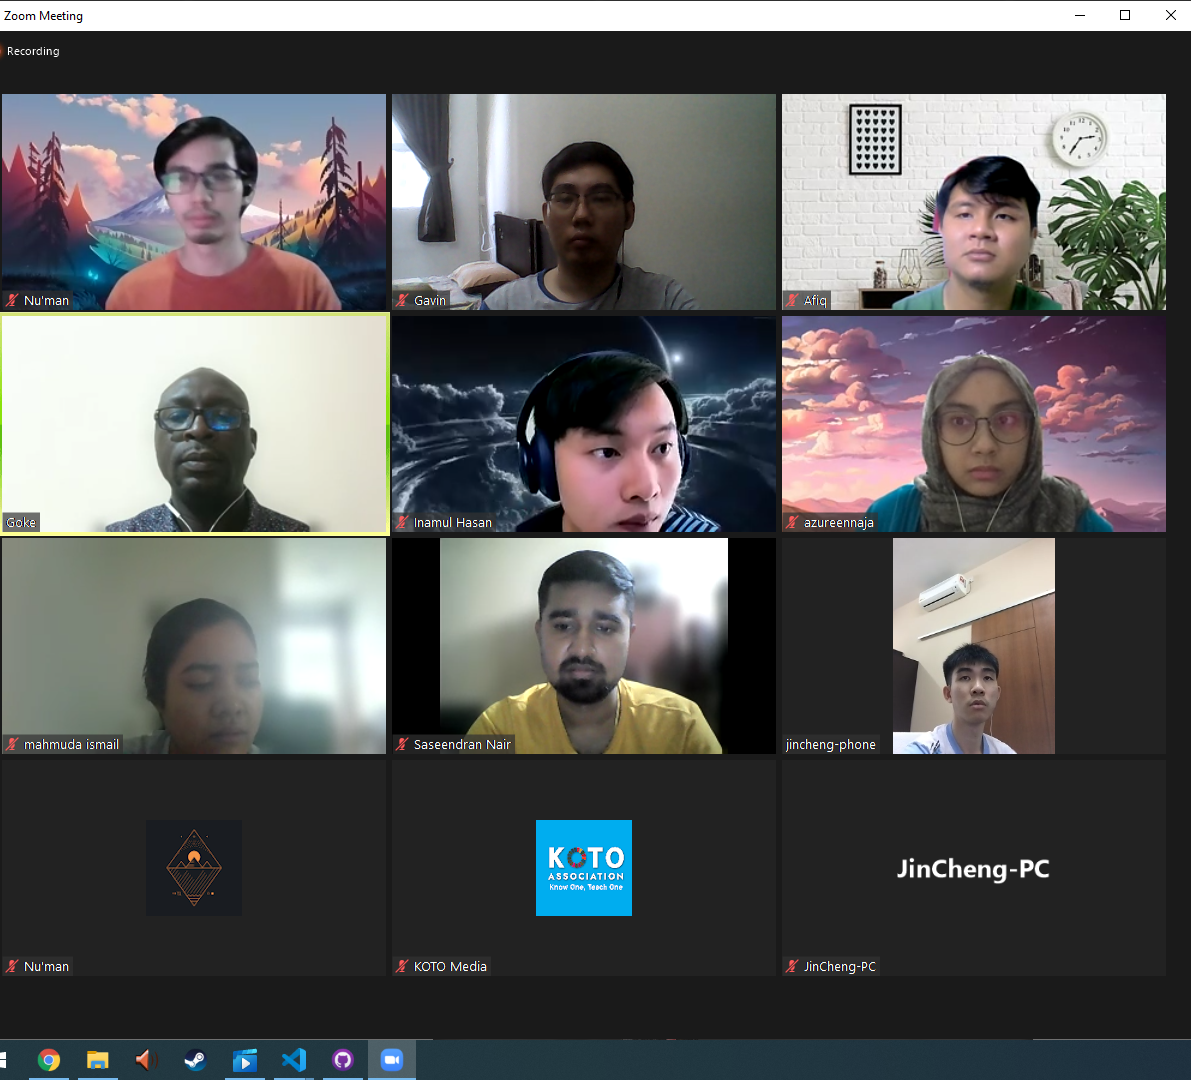 Zoom Meeting
Recording
Nu'man
Gavin
Afiq
Goke
Inamul Hasan
azureennaja
mahmuda ismail
Saseendran Nair
jincheng-phone
KOTO
ASSOCIATION
Know One, Teach One
JinCheng-PC
Nu'man
KOTO Media
JinCheng-PC